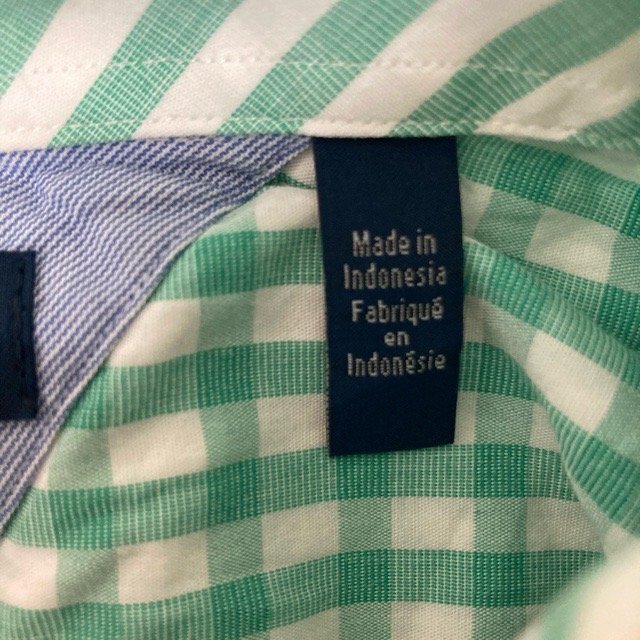 Made in
Indonesia
Fabriqué
en
Indonésie